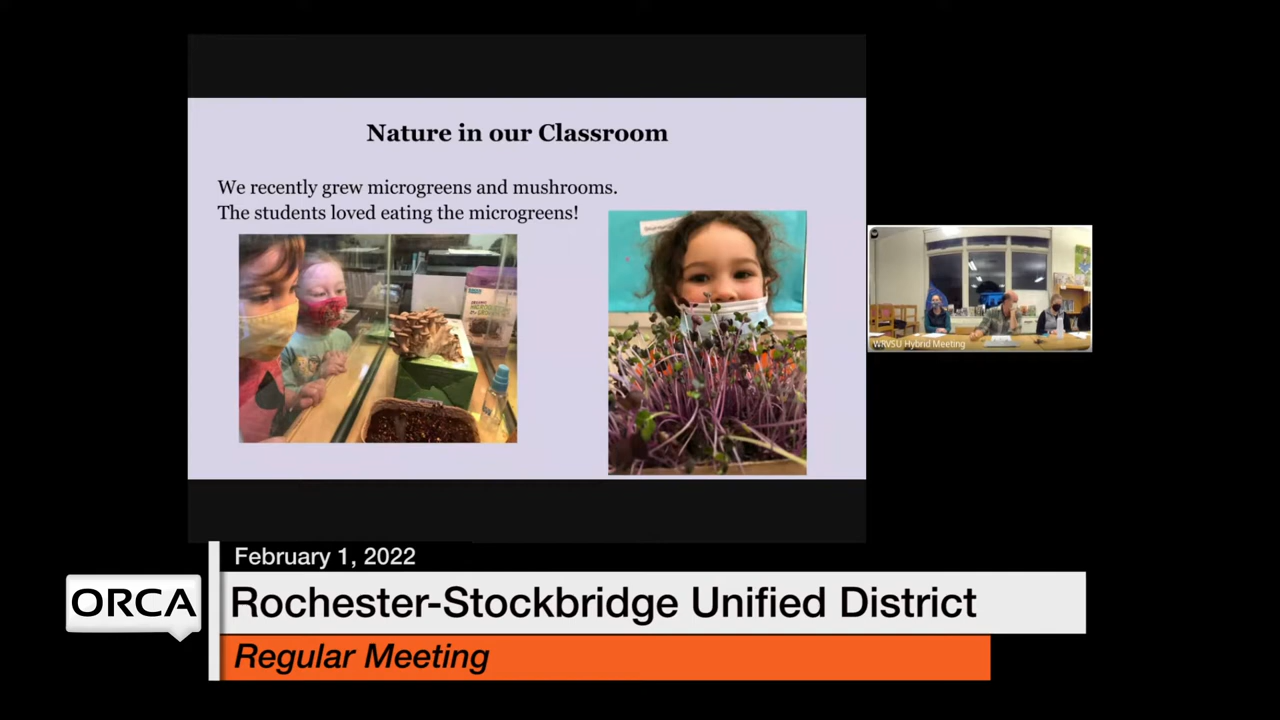 Nature in our Classroom
We recently grew microgreens and mushrooms.
The students loved eating the microgreens!
WRVSU Hybrid Meeting
February 1, 2022
ORCA
Rochester-Stockbridge Unified District
Regular Meeting